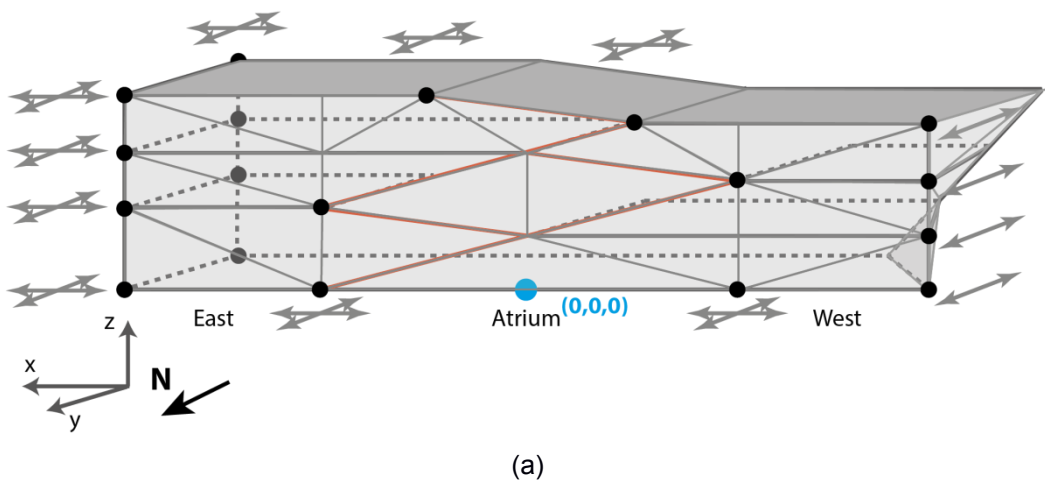 (0,0,0)
East
Atrium
West
z
x
y
N
(a)